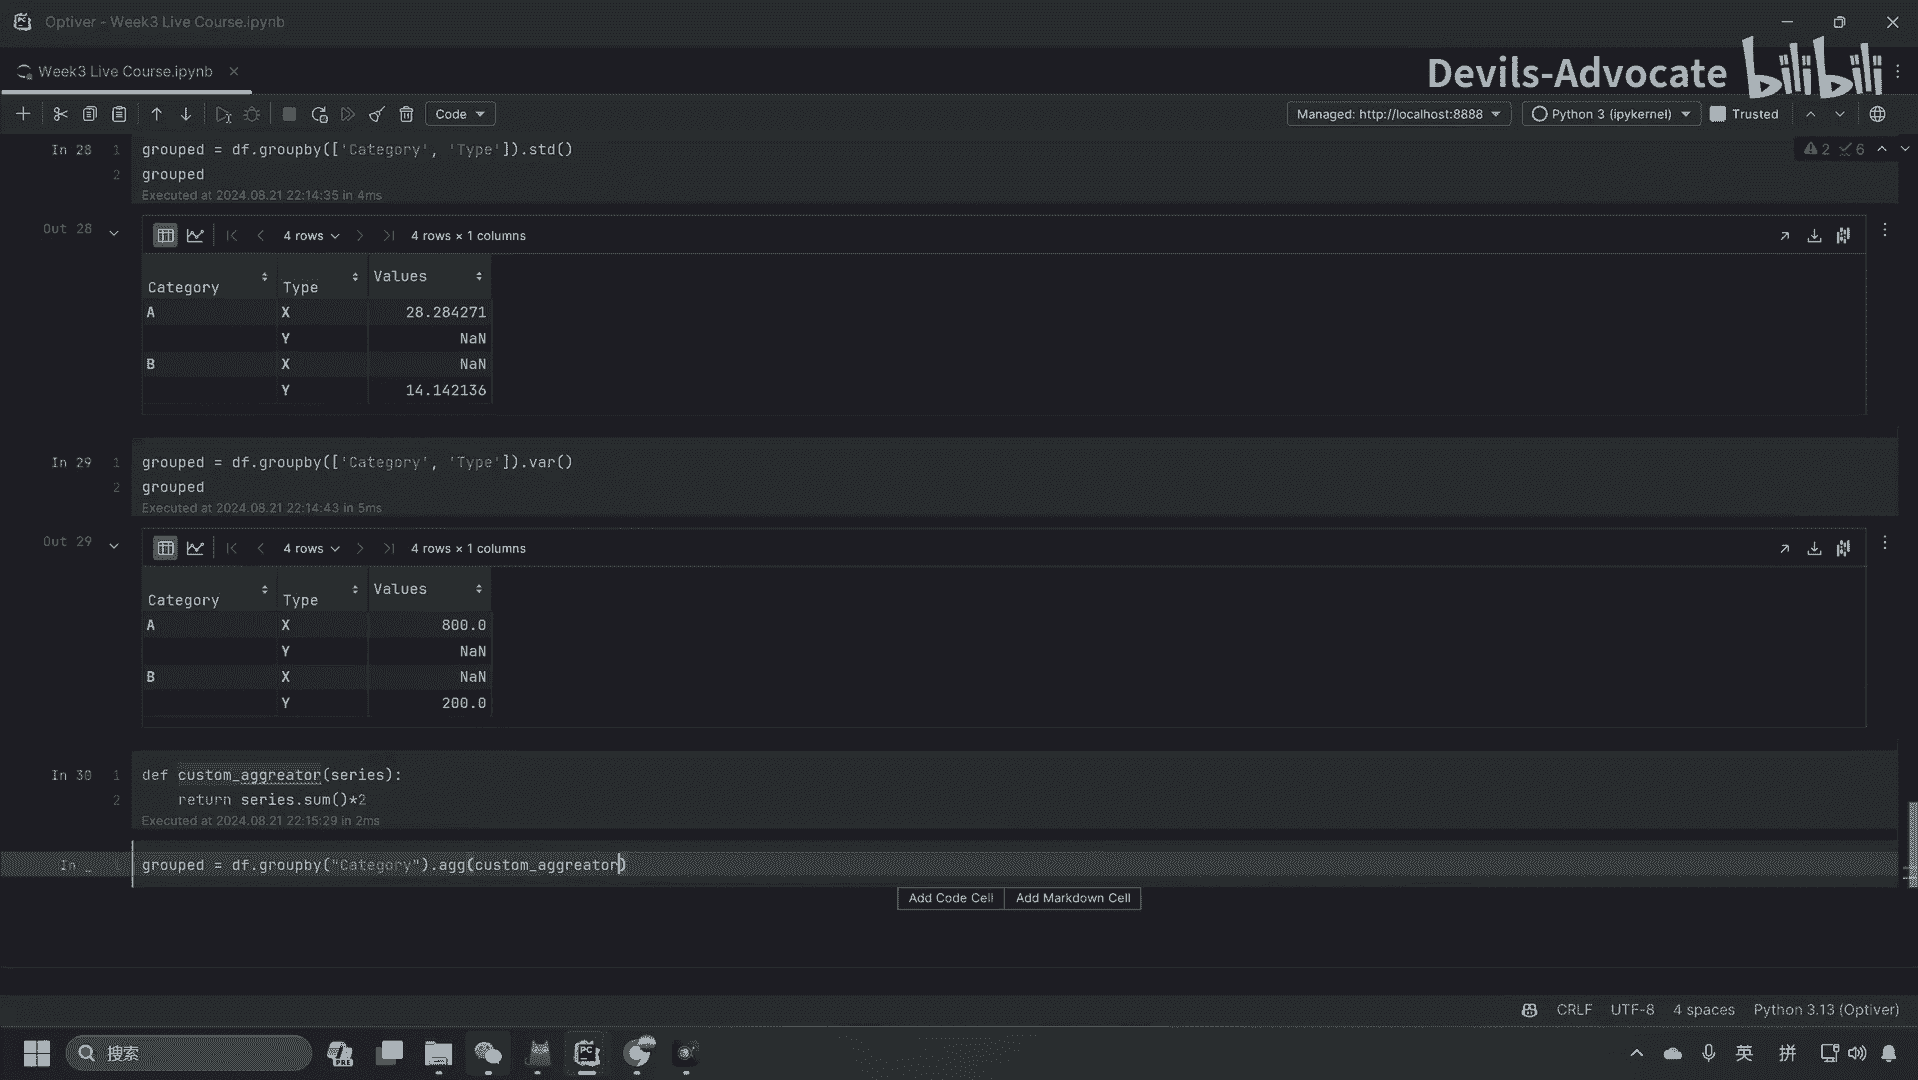 Optiver - Week3 Live Course.ipynb
Week3 Live Course.ipynb
Devils-Advocate bilibili
Code
Managed: http://localhost:8888
Python 3 (ipykernel)
Trusted
In 28
1 grouped = df.groupby(['Category', 'Type']).std()
2 grouped
Executed at 2024.08.21 22:14:35 in 4ms
2 6
Out 28
4 rows
4 rows × 1 columns
Category Type Values
A X 28.284271
Y NaN
B X NaN
Y 14.142136
In 29
1 grouped = df.groupby(['Category', 'Type']).var()
2 grouped
Executed at 2024.08.21 22:14:43 in 5ms
Out 29
4 rows
4 rows × 1 columns
Category Type Values
A X 800.0
Y NaN
B X NaN
Y 200.0
In 30
1 def custom_aggreator(series):
2 return series.sum()*2
Executed at 2024.08.21 22:15:29 in 2ms
In _
1 grouped = df.groupby("Category").agg(custom_aggreator)
Add Code Cell
Add Markdown Cell
CRLF UTF-8 4 spaces Python 3.13 (Optiver)
搜索
PRE
PC
英
拼